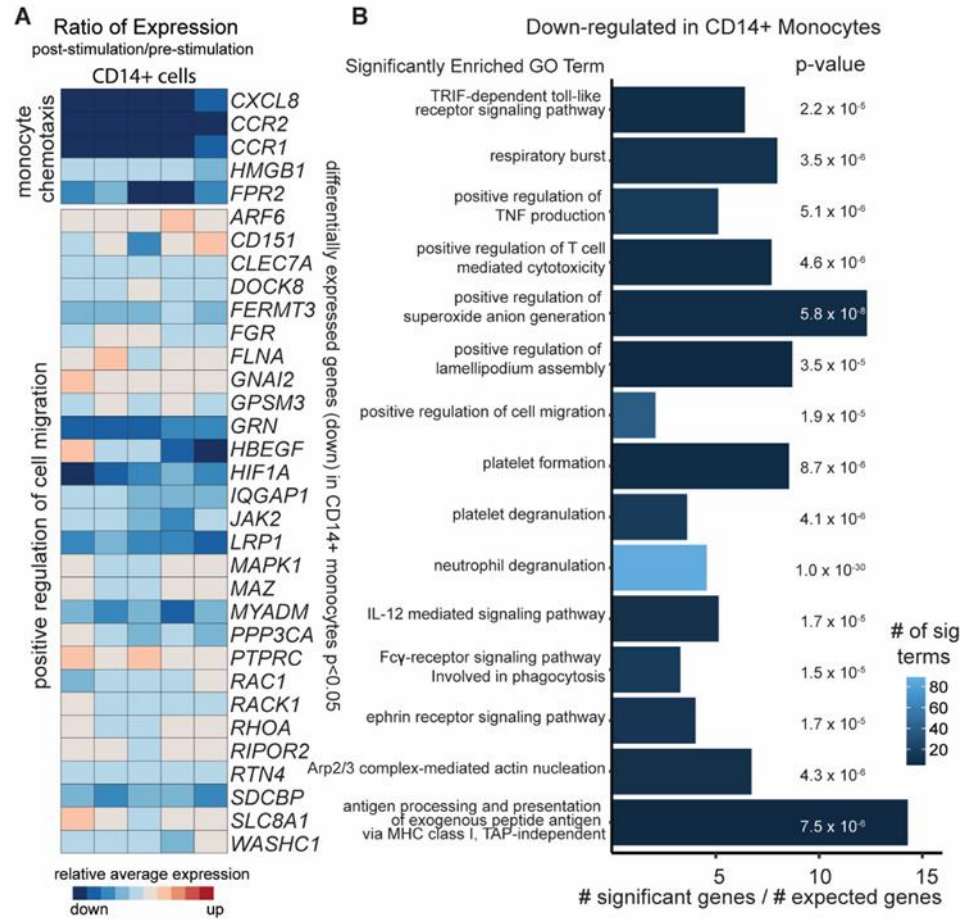 A
Ratio of Expression
post-stimulation/pre-stimulation
CD14+ cells
monocyte
chemotaxis
CXCL8
CCR2
CCR1
HMGB1
FPR2
positive regulation of cell migration
ARF6
CD151
CLEC7A
DOCK8
FERMT3
FGR
FLNA
GNAI2
GPSM3
GRN
HBEGF
HIF1A
IQGAP1
JAK2
LRP1
MAPK1
MAZ
MYADM
PPP3CA
PTPRC
RAC1
RACK1
RHOA
RIPOR2
RTN4
SDCBP
SLC8A1
WASHC1
differentially expressed genes (down) in CD14+ monocytes p<0.05
relative average expression
down up
B
Down-regulated in CD14+ Monocytes
Significantly Enriched GO Term p-value
TRIF-dependent toll-like
receptor signaling pathway
2.2 x 10⁻⁵
respiratory burst
3.5 x 10⁻⁶
positive regulation of
TNF production
5.1 x 10⁻⁶
positive regulation of T cell
mediated cytotoxicity
4.6 x 10⁻⁶
positive regulation of
superoxide anion generation
5.8 x 10⁻⁸
positive regulation of
lamellipodium assembly
3.5 x 10⁻⁵
positive regulation of cell migration
1.9 x 10⁻⁵
platelet formation
8.7 x 10⁻⁶
platelet degranulation
4.1 x 10⁻⁶
neutrophil degranulation
1.0 x 10⁻³⁰
IL-12 mediated signaling pathway
1.7 x 10⁻⁵
Fcγ-receptor signaling pathway
Involved in phagocytosis
1.5 x 10⁻⁵
ephrin receptor signaling pathway
1.7 x 10⁻⁵
Arp2/3 complex-mediated actin nucleation
4.3 x 10⁻⁶
antigen processing and presentation
of exogenous peptide antigen
via MHC class I, TAP-independent
7.5 x 10⁻⁶
# of sig
terms
80
60
40
20
5 10 15
# significant genes / # expected genes